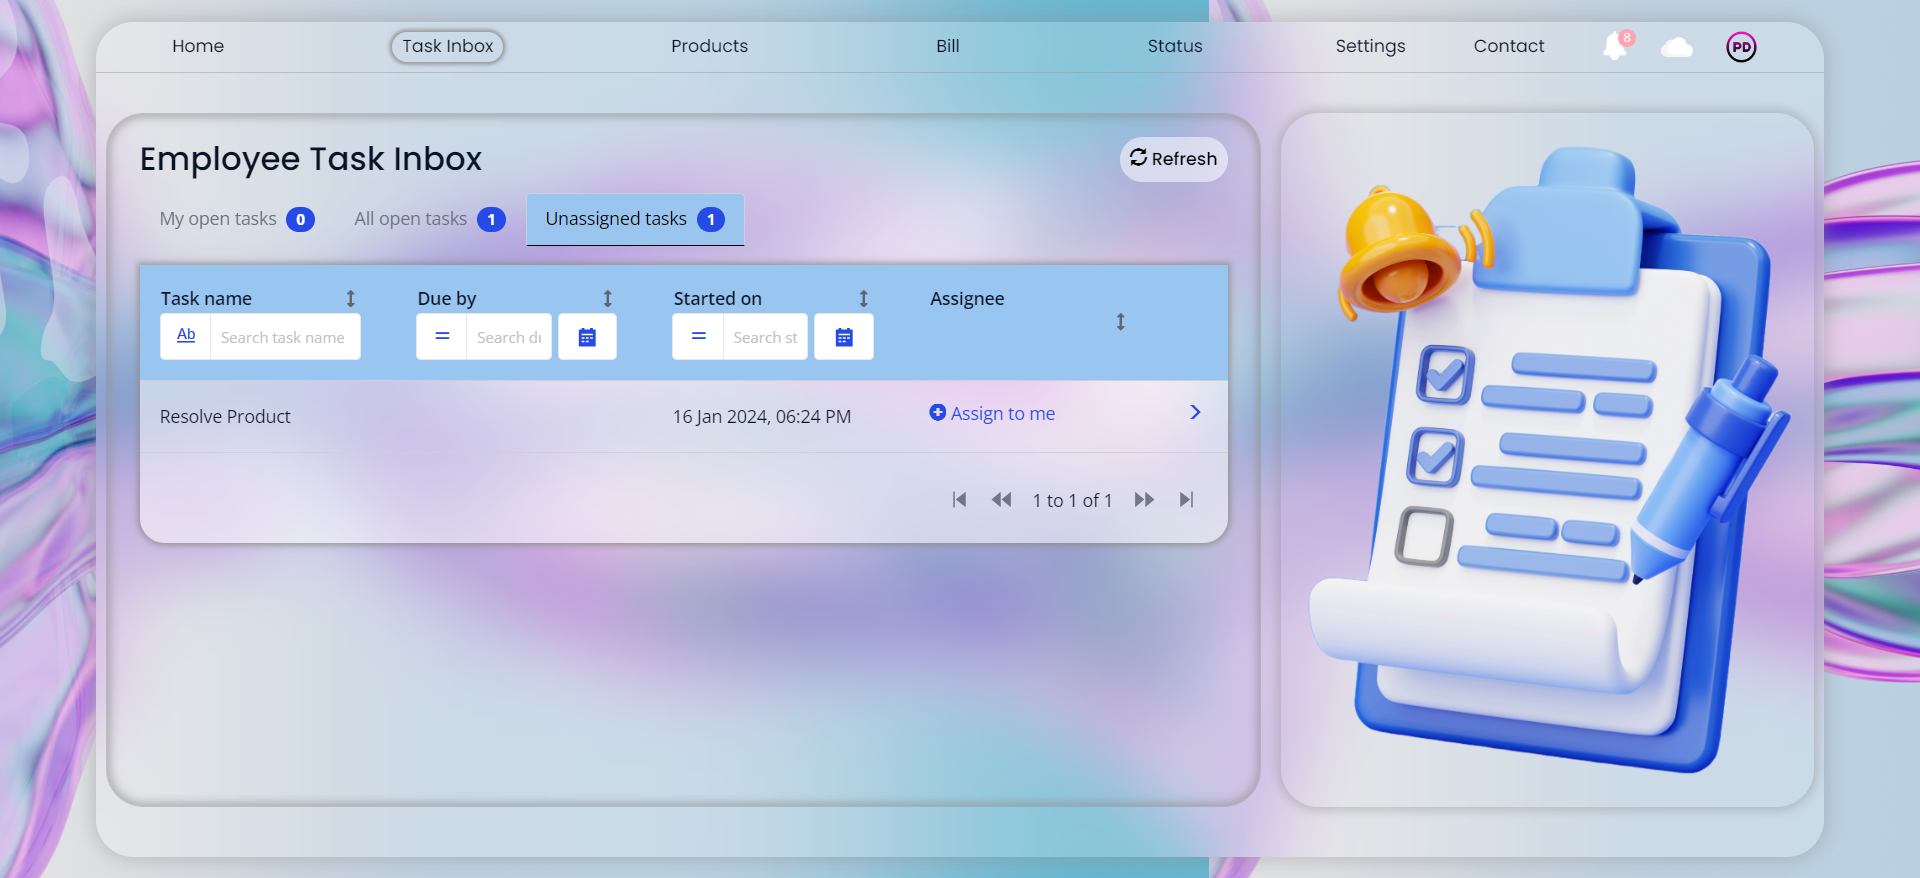 Home Task Inbox Products Bill Status Settings Contact 8 PD
Employee Task Inbox
Refresh
My open tasks 0 All open tasks 1 Unassigned tasks 1
Task name Due by Started on Assignee
Ab Search task name = Search du = Search st
Resolve Product 16 Jan 2024, 06:24 PM Assign to me
1 to 1 of 1